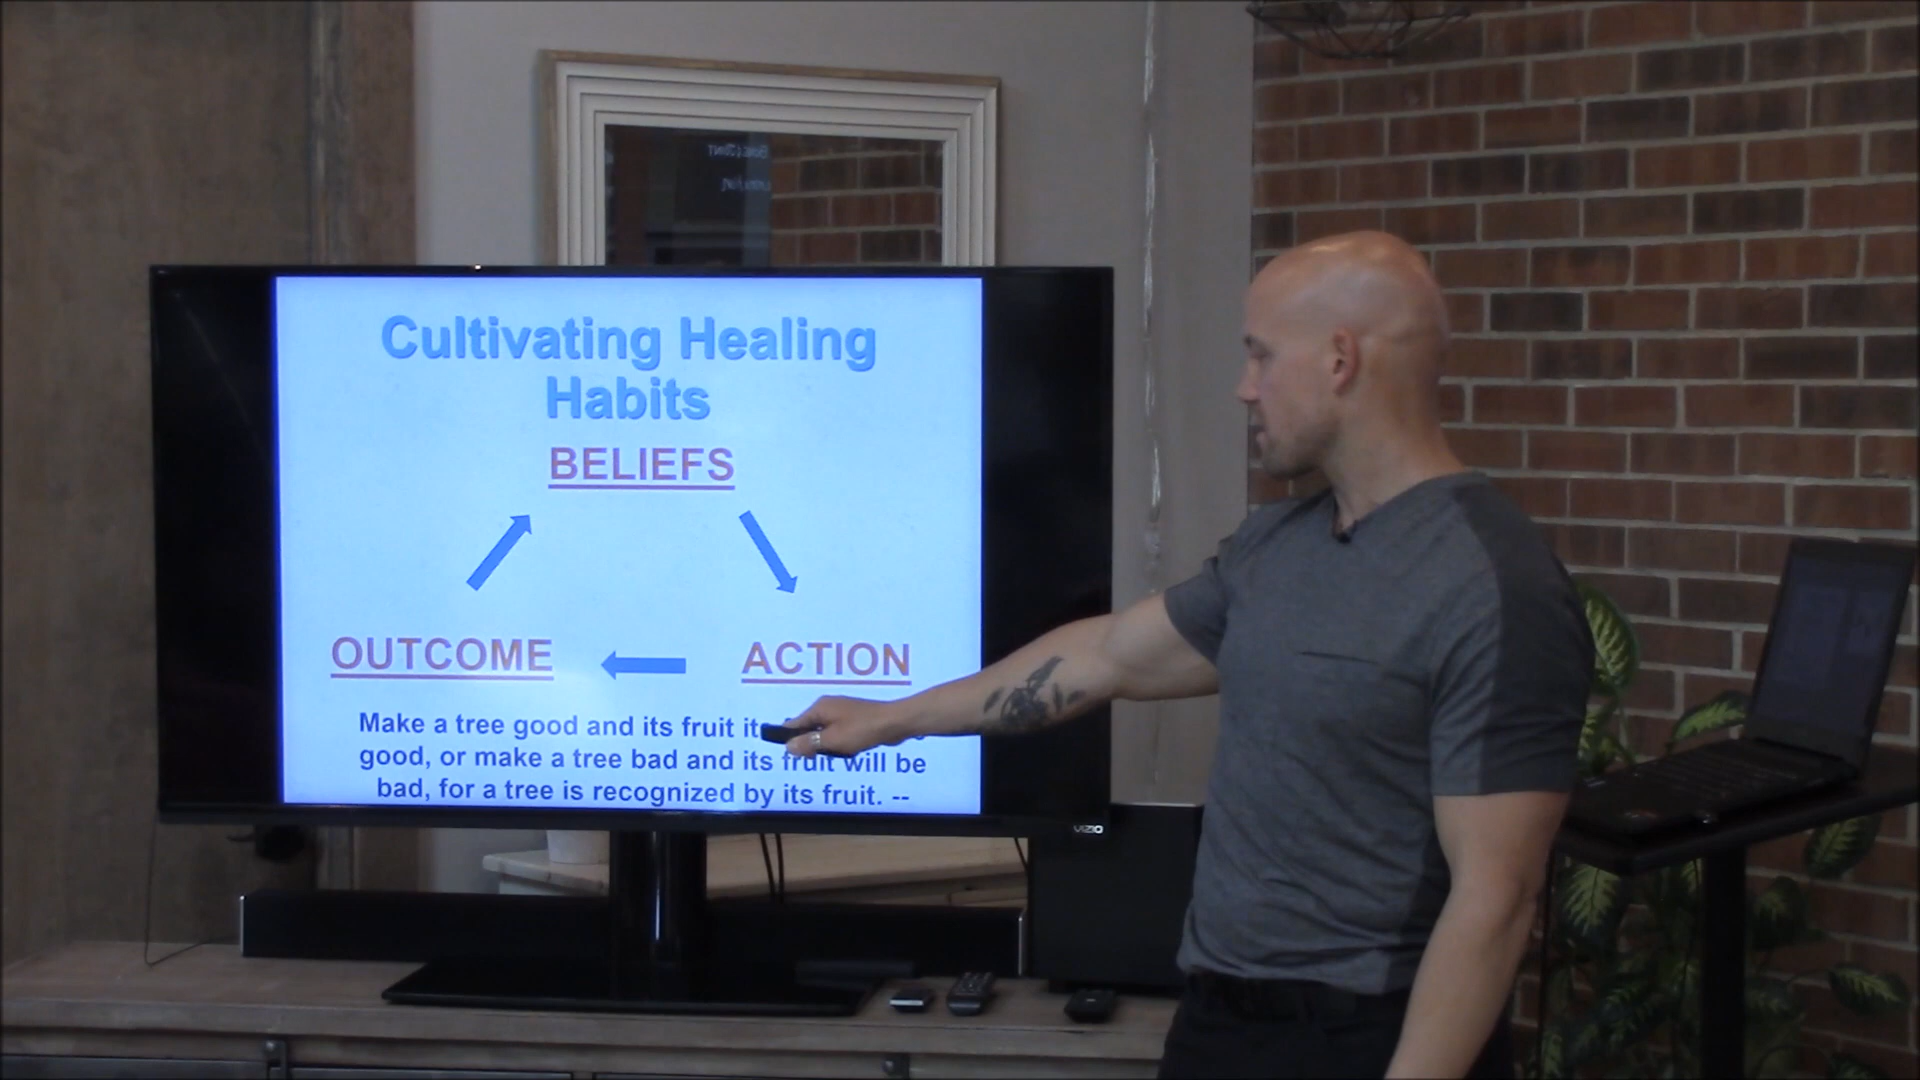 Cultivating Healing
Habits
BELIEFS
OUTCOME
ACTION
Make a tree good and its fruit
good, or make a tree bad and its fruit will be
bad, for a tree is recognized by its fruit. --
VIZIO